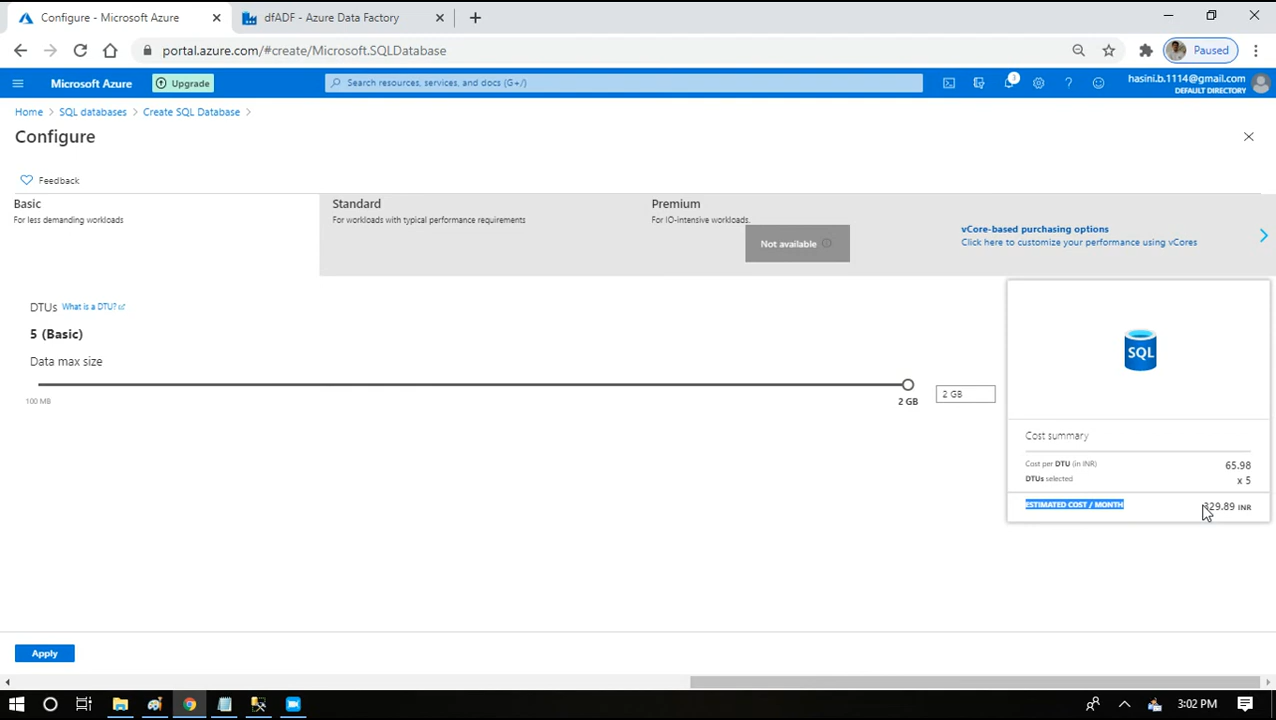 Configure - Microsoft Azure
dfADF - Azure Data Factory
portal.azure.com/#create/Microsoft.SQLDatabase
Paused
Microsoft Azure
Upgrade
Search resources, services, and docs (G+/)
1
hasini.b.1114@gmail.com
DEFAULT DIRECTORY
Home > SQL databases > Create SQL Database >
Configure
Feedback
Basic
For less demanding workloads
Standard
For workloads with typical performance requirements
Premium
For IO-intensive workloads.
Not available
vCore-based purchasing options
Click here to customize your performance using vCores
DTUs What is a DTU?
5 (Basic)
Data max size
100 MB
2 GB
2 GB
SQL
Cost summary
Cost per DTU (in INR) 65.98
DTUs selected x 5
ESTIMATED COST / MONTH 329.89 INR
Apply
3:02 PM